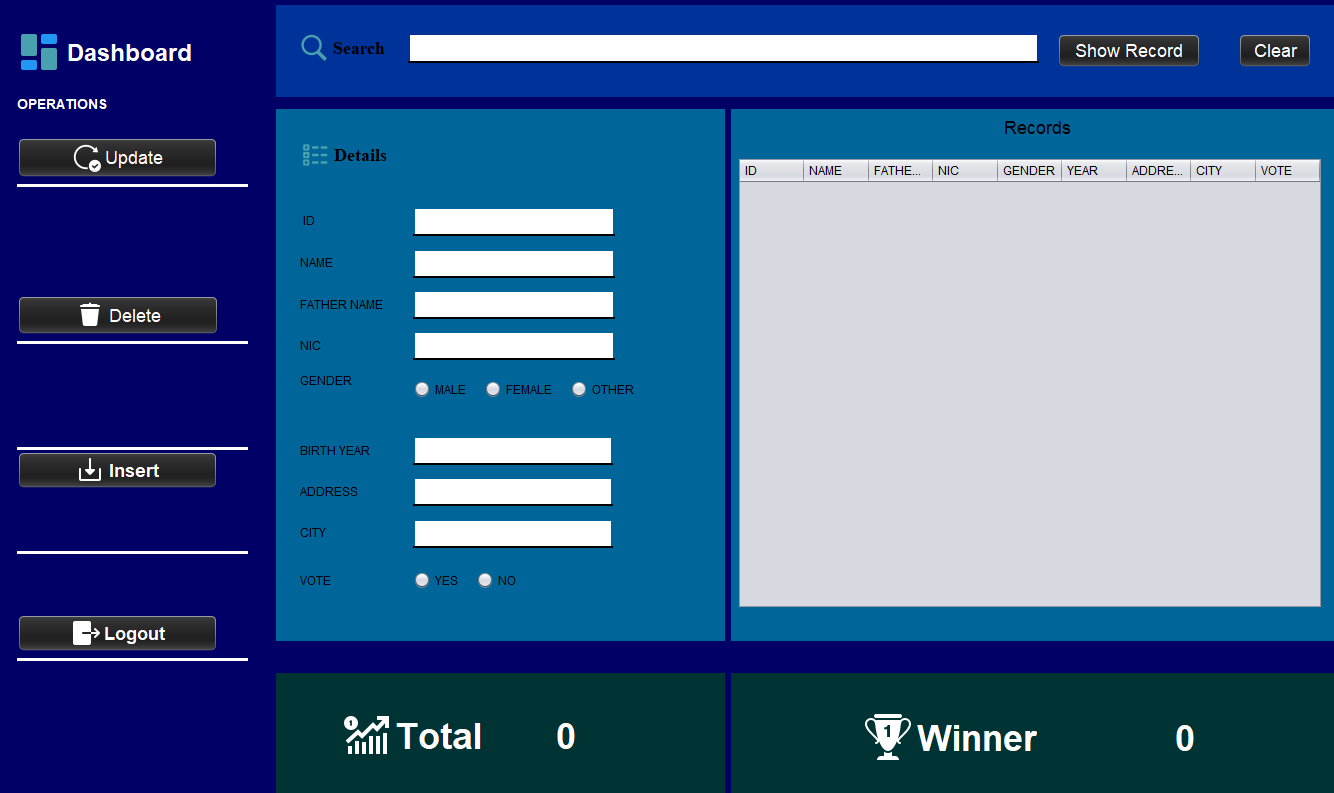 Dashboard
OPERATIONS
Update
Delete
Insert
Logout
Search
Show Record
Clear
Details
ID
NAME
FATHER NAME
NIC
GENDER
MALE FEMALE OTHER
BIRTH YEAR
ADDRESS
CITY
VOTE
YES NO
Records
ID NAME FATHE... NIC GENDER YEAR ADDRE... CITY VOTE
1 Total 0
1 Winner 0